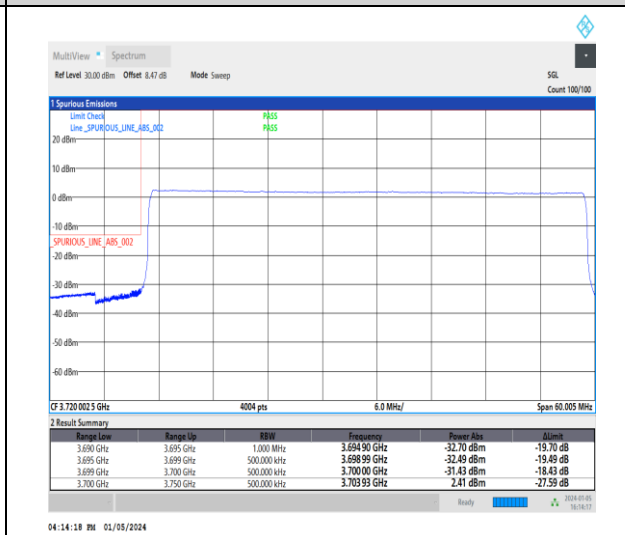 MultiView Spectrum
Ref Level 30.00 dBm Offset 8.47 dB Mode Sweep SGL
Count 100/100
1 Spurious Emissions
Limit Check PASS
Line _SPURIOUS_LINE_ABS_002 PASS
20 dBm
10 dBm
0 dBm
-10 dBm
_SPURIOUS_LINE_ABS_002
-20 dBm
-30 dBm
-40 dBm
-50 dBm
-60 dBm
CF 3.720 002 5 GHz 4004 pts 6.0 MHz/ Span 60.005 MHz
2 Result Summary
Range Low Range Up RBW Frequency Power Abs ΔLimit
3.690 GHz 3.695 GHz 1.000 MHz 3.694 90 GHz -32.70 dBm -19.70 dB
3.695 GHz 3.699 GHz 500.000 kHz 3.698 99 GHz -32.49 dBm -19.49 dB
3.699 GHz 3.700 GHz 500.000 kHz 3.700 00 GHz -31.43 dBm -18.43 dB
3.700 GHz 3.750 GHz 500.000 kHz 3.703 93 GHz 2.41 dBm -27.59 dB
Ready 2024-01-05
16:14:17
04:14:18 PM 01/05/2024